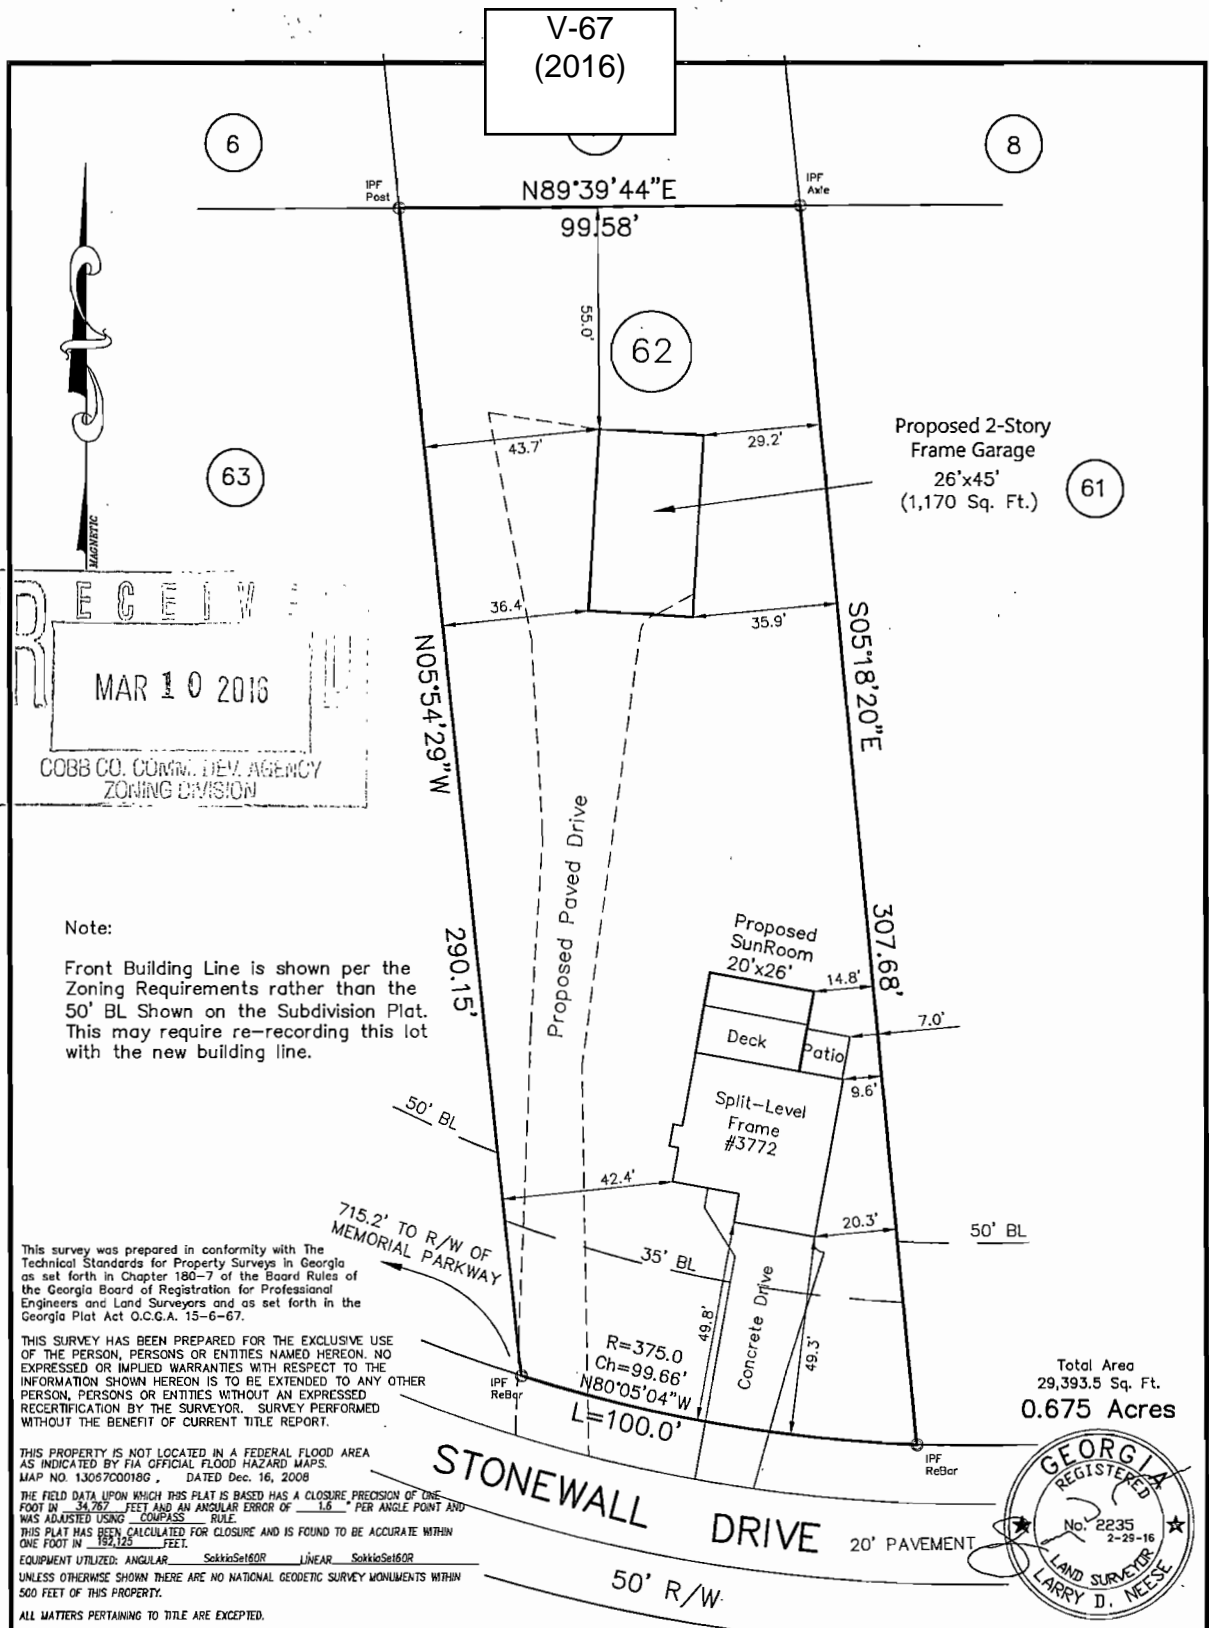 V-67
(2016)
6
8
IPF
Post
N89°39'44"E
IPF
Axle
99.58'
55.0'
62
Proposed 2-Story
Frame Garage
26'x45'
(1,170 Sq. Ft.)
43.7'
29.2'
63
61
MAGNETIC
RECEIV
MAR 10 2016
COBB CO. COMM. DEV. AGENCY
ZONING DIVISION
36.4
35.9'
N05°54'29"W
290.15'
S05°18'20"E
307.68'
Proposed Paved Drive
Note:
Front Building Line is shown per the
Zoning Requirements rather than the
50' BL Shown on the Subdivision Plat.
This may require re-recording this lot
with the new building line.
Proposed
SunRoom
20'x26'
14.8'
7.0'
Deck
Patio
9.6'
Split-Level
Frame
#3772
50' BL
42.4'
20.3'
50' BL
35' BL
715.2' TO R/W OF
MEMORIAL PARKWAY
49.8'
Concrete Drive
49.3'
R=375.0
Ch=99.66'
N80°05'04"W
L=100.0'
IPF
ReBar
IPF
ReBar
This survey was prepared in conformity with The
Technical Standards for Property Surveys in Georgia
as set forth in Chapter 180-7 of the Board Rules of
the Georgia Board of Registration for Professional
Engineers and Land Surveyors and as set forth in the
Georgia Plat Act O.C.G.A. 15-6-67.
THIS SURVEY HAS BEEN PREPARED FOR THE EXCLUSIVE USE
OF THE PERSON, PERSONS OR ENTITIES NAMED HEREON. NO
EXPRESSED OR IMPLIED WARRANTIES WITH RESPECT TO THE
INFORMATION SHOWN HEREON IS TO BE EXTENDED TO ANY OTHER
PERSON, PERSONS OR ENTITIES WITHOUT AN EXPRESSED
RECERTIFICATION BY THE SURVEYOR. SURVEY PERFORMED
WITHOUT THE BENEFIT OF CURRENT TITLE REPORT.
THIS PROPERTY IS NOT LOCATED IN A FEDERAL FLOOD AREA
AS INDICATED BY FIA OFFICIAL FLOOD HAZARD MAPS.
MAP NO. 13067C0018G , DATED Dec. 16, 2008
THE FIELD DATA UPON WHICH THIS PLAT IS BASED HAS A CLOSURE PRECISION OF ONE
FOOT IN 34,767 FEET AND AN ANGULAR ERROR OF 1.6 " PER ANGLE POINT AND
WAS ADJUSTED USING COMPASS RULE.
THIS PLAT HAS BEEN CALCULATED FOR CLOSURE AND IS FOUND TO BE ACCURATE WITHIN
ONE FOOT IN 192,125 FEET.
EQUIPMENT UTILIZED: ANGULAR SokkiaSet60R LINEAR SokkiaSet60R
UNLESS OTHERWISE SHOWN THERE ARE NO NATIONAL GEODETIC SURVEY MONUMENTS WITHIN
500 FEET OF THIS PROPERTY.
ALL MATTERS PERTAINING TO TITLE ARE EXCEPTED.
STONEWALL DRIVE
20' PAVEMENT
50' R/W
Total Area
29,393.5 Sq. Ft.
0.675 Acres
GEORGIA
REGISTERED
No. 2235
2-29-16
LAND SURVEYOR
LARRY D. NEESE